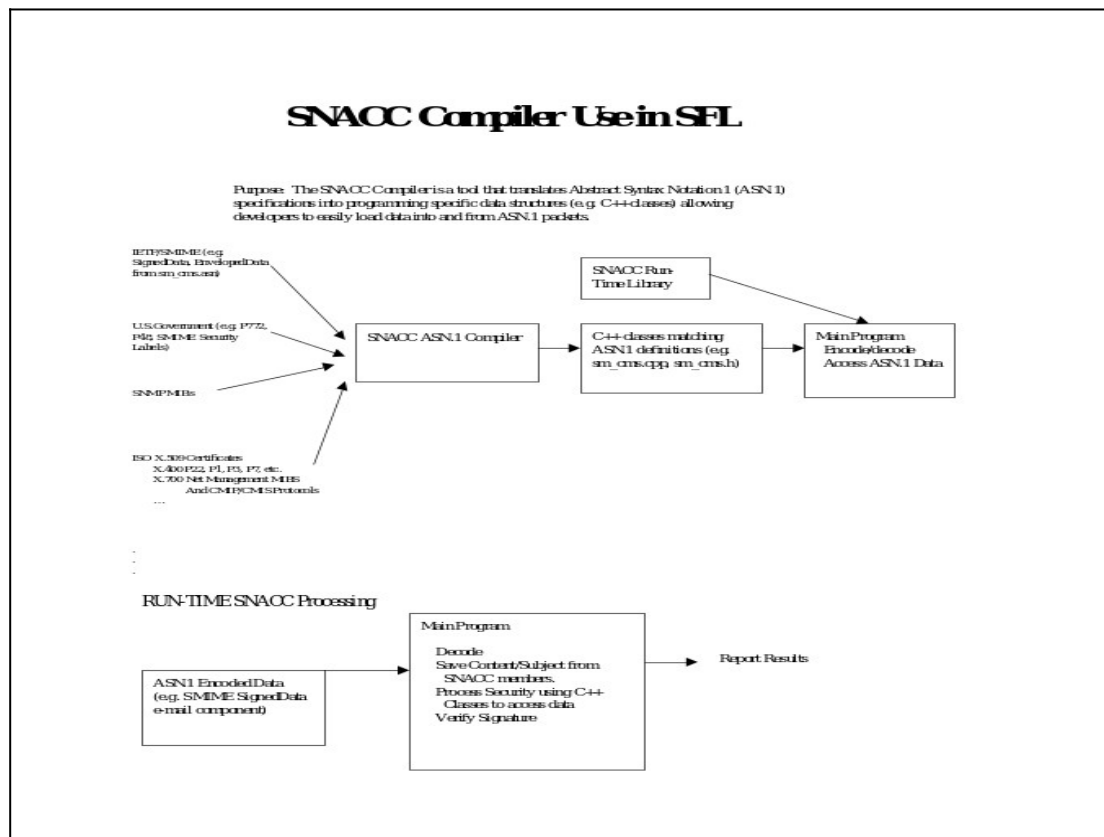 SNACC Compiler Use in SFL
Purpose: The SNACC Compiler is a tool that translates Abstract Syntax Notation 1 (ASN.1)
specifications into programming specific data structures (e.g. C++ classes) allowing
developers to easily load data into and from ASN.1 packets.
IETF/SMIME (e.g.
SignedData, EnvelopedData
from sm_cms.asn)
U.S. Government (e.g. P772,
P48, SMIME Security
Labels)
SNMP MIBs
ISO X.509 Certificates
X.400 P22, P1, P3, P7, etc.
X.700 Net Management MIBS
And CMIP/CMIS Protocols
...
.
.
.
SNACC ASN.1 Compiler
SNACC Run-
Time Library
C++ classes matching
ASN.1 definitions (e.g.
sm_cms.cpp, sm_cms.h)
Main Program
Encode/decode
Access ASN.1 Data
RUN-TIME SNACC Processing
ASN.1 Encoded Data
(e.g. SMIME SignedData
e-mail component)
Main Program
Decode
Save Content/Subject from
SNACC members.
Process Security using C++
Classes to access data
Verify Signature
Report Results